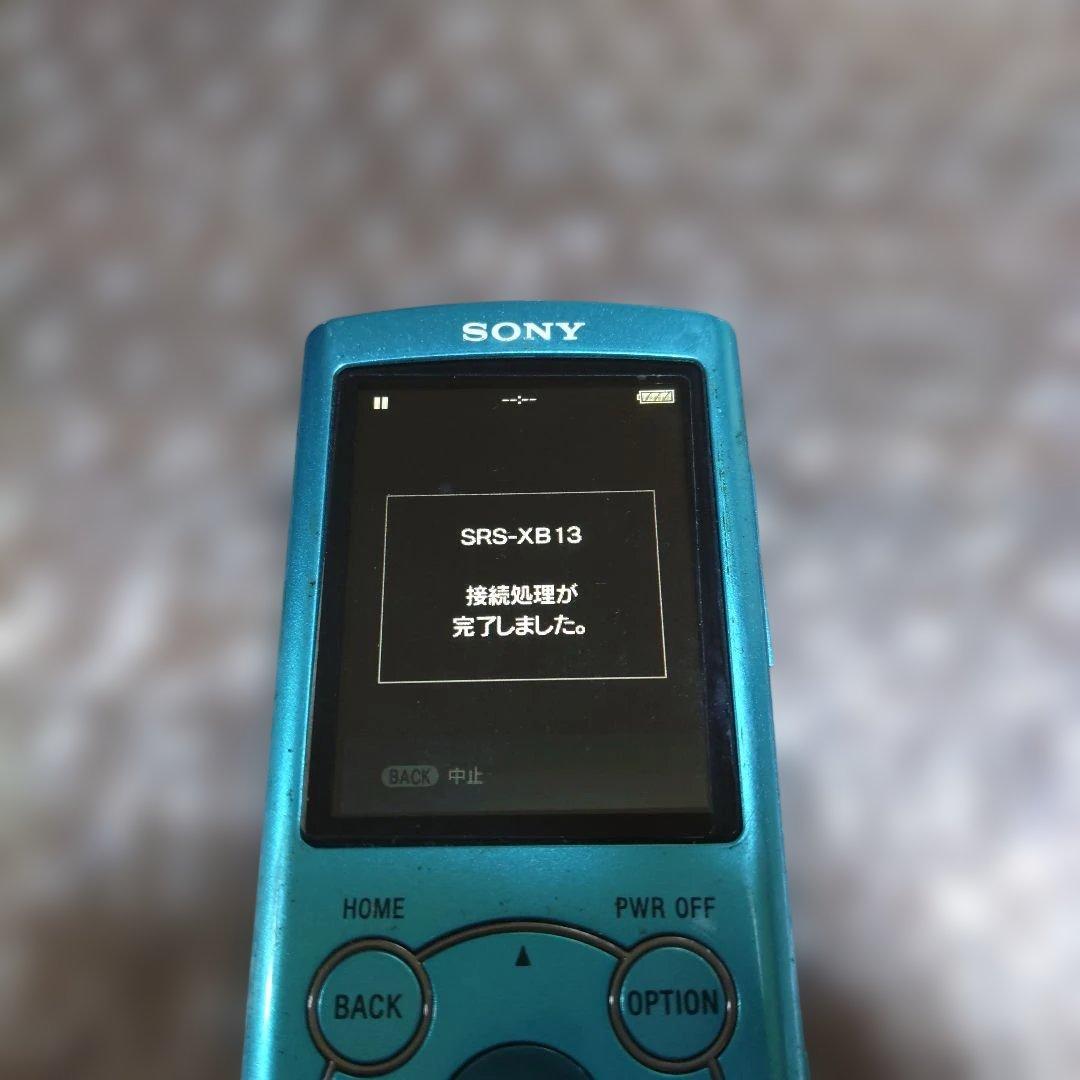 SONY
--:--
SRS-XB13
接続処理が
完了しました。
BACK 中止
HOME
PWR OFF
BACK
OPTION